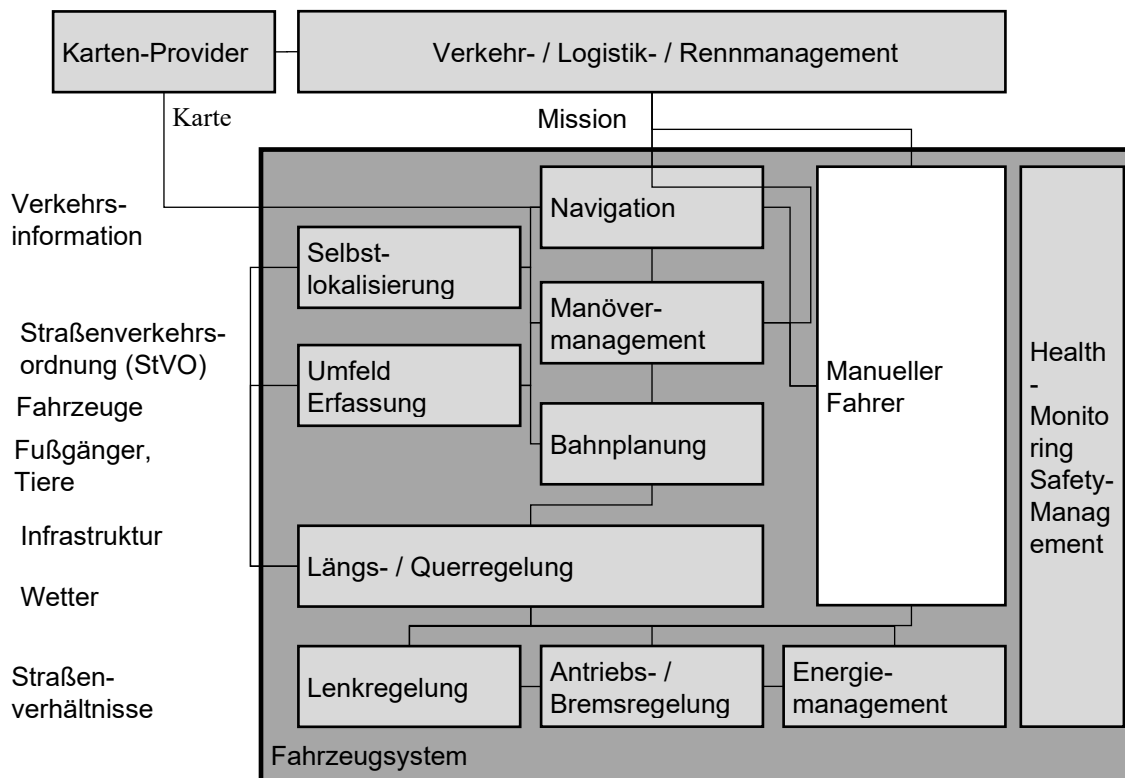 Karten-Provider
Verkehr- / Logistik- / Rennmanagement
Karte
Mission
Verkehrs-
information
Straßenverkehrs-
ordnung (StVO)
Fahrzeuge
Fußgänger,
Tiere
Infrastruktur
Wetter
Straßen-
verhältnisse
Navigation
Selbst-
lokalisierung
Manöver-
management
Umfeld
Erfassung
Bahnplanung
Längs- / Querregelung
Manueller
Fahrer
Health
-
Monito
ring
Safety-
Manag
ement
Lenkregelung
Antriebs- /
Bremsregelung
Energie-
management
Fahrzeugsystem